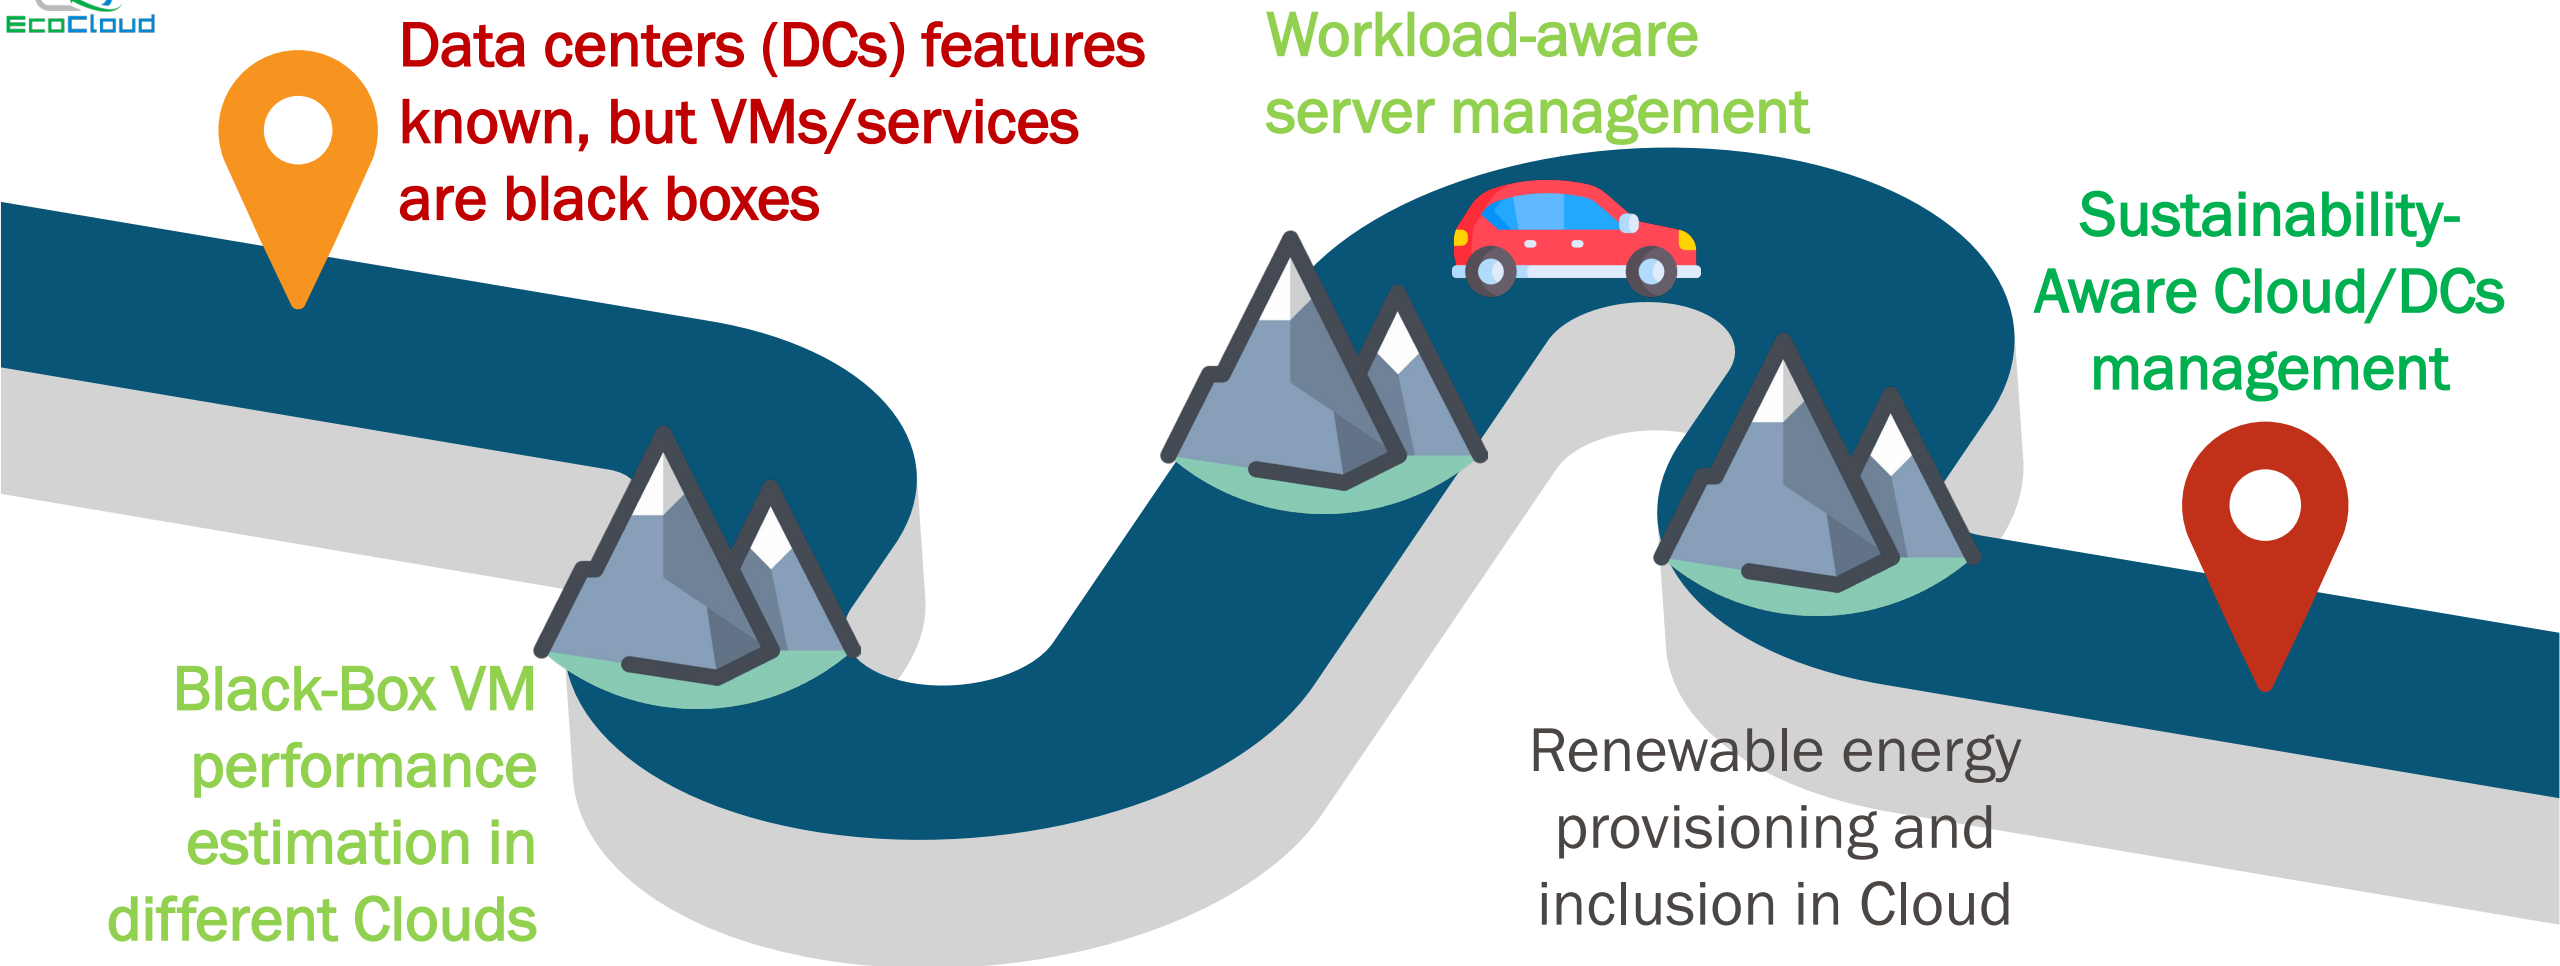 EcoCloud
Data centers (DCs) features
known, but VMs/services
are black boxes
Workload-aware
server management
Sustainability-
Aware Cloud/DCs
management
Black-Box VM
performance
estimation in
different Clouds
Renewable energy
provisioning and
inclusion in Cloud